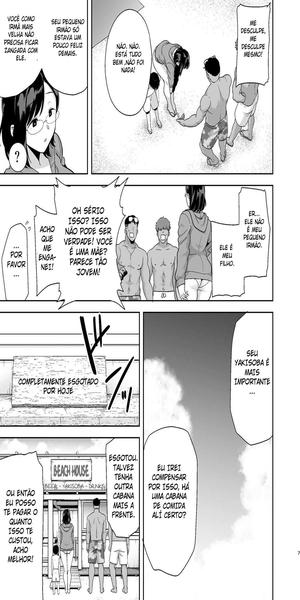 ME
DESCULPE,
ME
DESCULPE
MESMO!
NÃO, NÃO.
ESTÁ TUDO
BEM ,NÃO
FOI
NADA!
SEU PEQUENO
IRMÃO SÓ
ESTAVA UM
POUCO FELIZ
DEMAIS.
VOCÊ COMO
IRMÃ MAIS
VELHA NÃO
PRECISA FICAR
ZANGADA COM
ELE.
?
ER...
ELE NÃO
É MEU
PEQUENO
IRMÃO.
ELE É
MEU
FILHO.
OH SÉRIO
ISSO? ISSO
NÃO PODE SER
VERDADE! VOCÊ
É UMA MÃE?
PARECE TÃO
JOVEM!
ACHO
QUE ME
ENGA-
NEI!
...
POR
FAVOR
...
SEU
YAKISOBA
É MAIS
IMPORTANTE
...
EU IREI
COMPENSAR
POR ISSO, HÁ
UMA CABANA
DE COMIDA
ALI CERTO?
COMPLETAMENTE ESGOTADO
POR HOJE
BEACH HOUSE
YAKISOBA
DRINKS
ESGOTOU.
TALVEZ
TENHA
OUTRA
CABANA
MAIS A
FRENTE.
OU ENTÃO
EU POSSO
TE PAGAR O
QUANTO
ISSO TE
CUSTOU,
ACHO
MELHOR!
7